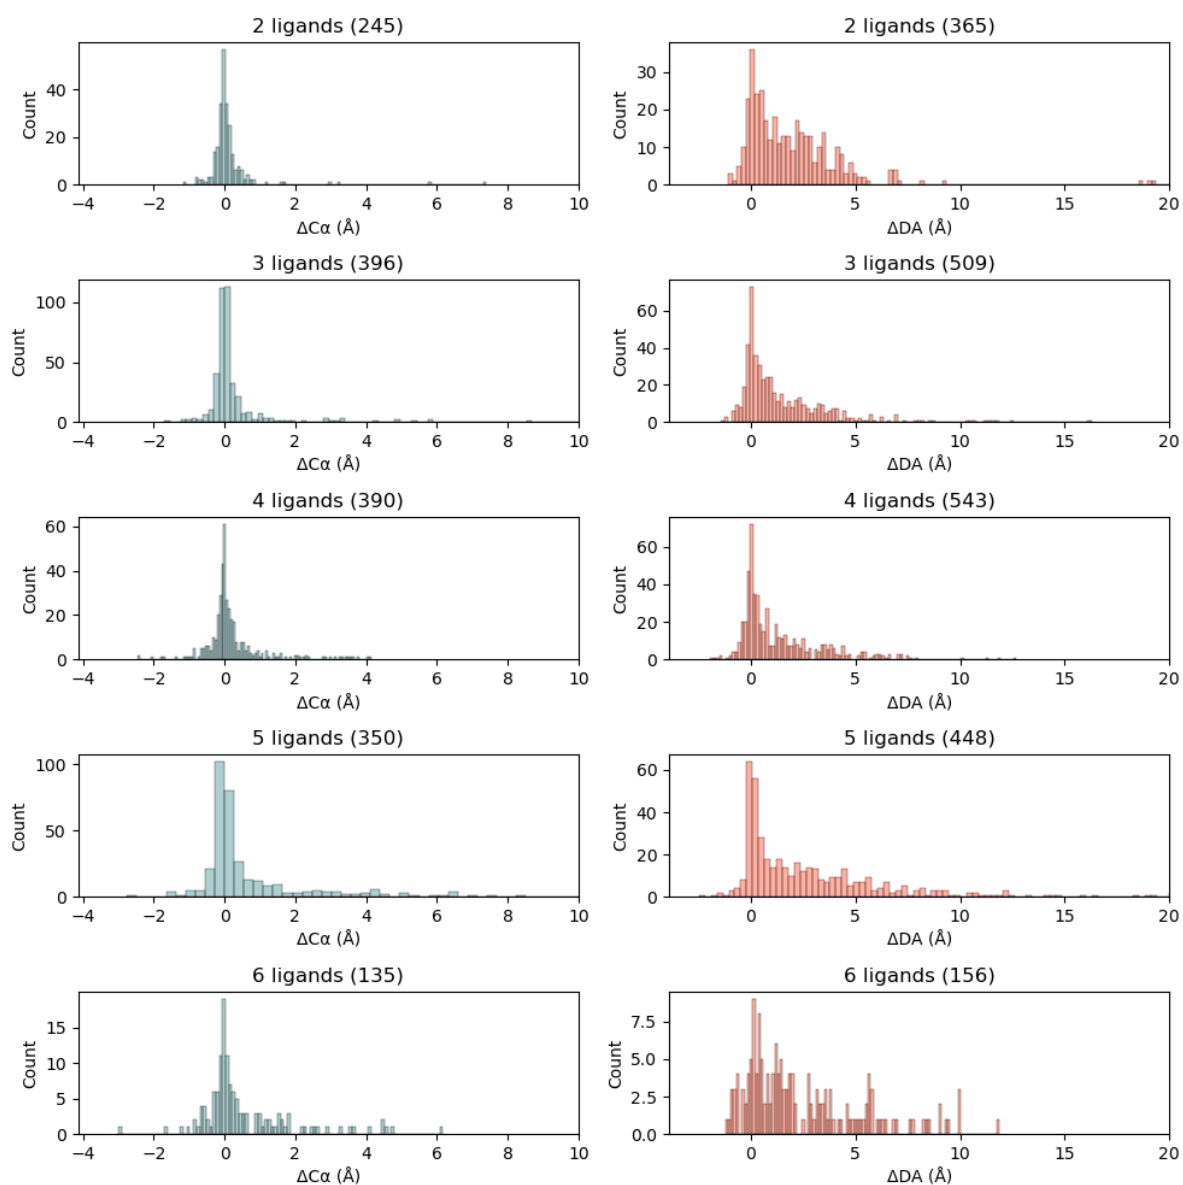 2 ligands (245)
Count
40
20
0
−4 −2 0 2 4 6 8 10
ΔCα (Å)
2 ligands (365)
Count
30
20
10
0
0 5 10 15 20
ΔDA (Å)
3 ligands (396)
Count
100
50
0
−4 −2 0 2 4 6 8 10
ΔCα (Å)
3 ligands (509)
Count
60
40
20
0
0 5 10 15 20
ΔDA (Å)
4 ligands (390)
Count
60
40
20
0
−4 −2 0 2 4 6 8 10
ΔCα (Å)
4 ligands (543)
Count
60
40
20
0
0 5 10 15 20
ΔDA (Å)
5 ligands (350)
Count
100
50
0
−4 −2 0 2 4 6 8 10
ΔCα (Å)
5 ligands (448)
Count
60
40
20
0
0 5 10 15 20
ΔDA (Å)
6 ligands (135)
Count
15
10
5
0
−4 −2 0 2 4 6 8 10
ΔCα (Å)
6 ligands (156)
Count
7.5
5.0
2.5
0.0
0 5 10 15 20
ΔDA (Å)